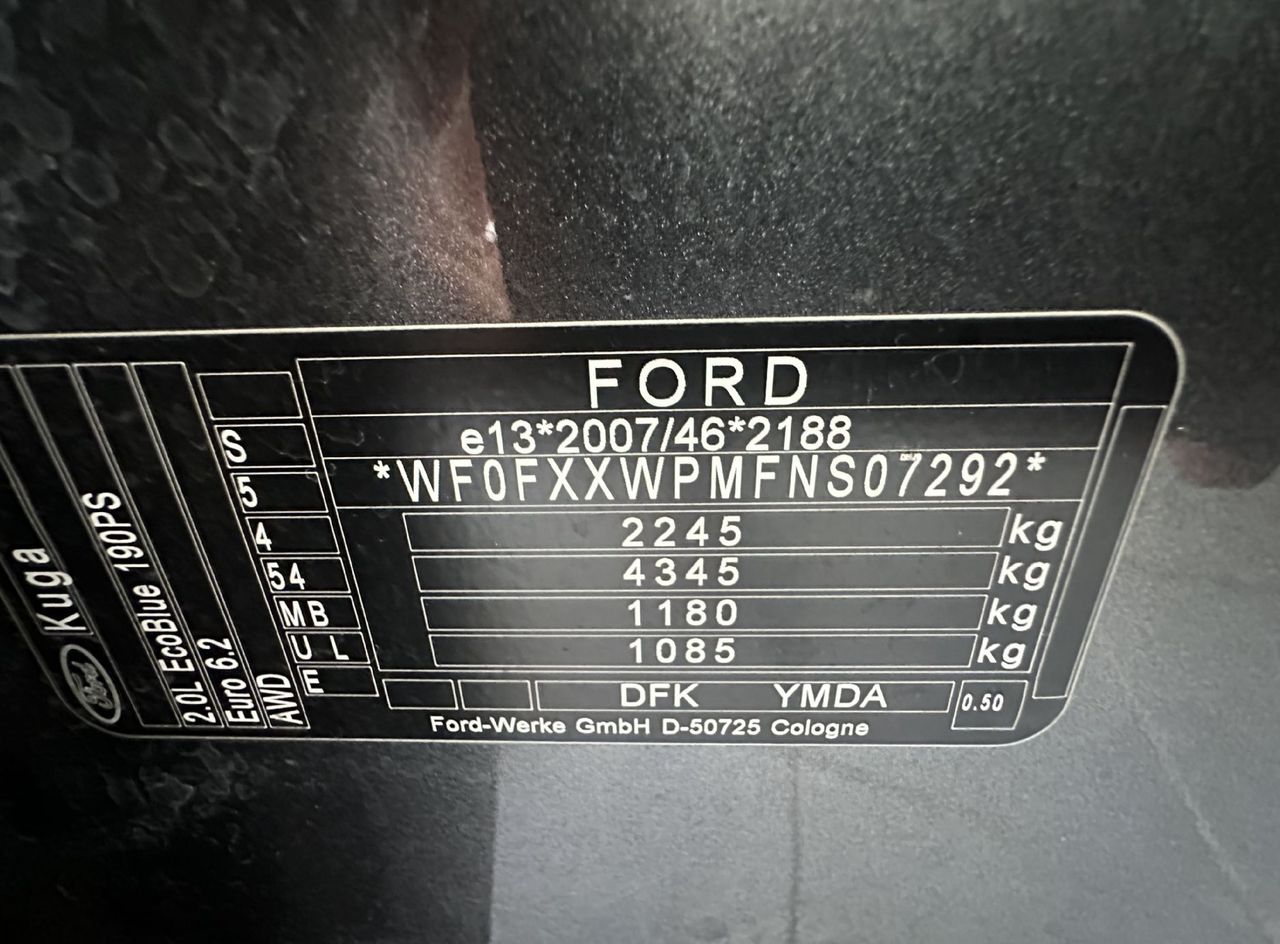 FORD
e13*2007/46*2188
*WF0FXXWPMFNS07292*
2245 kg
4345 kg
1180 kg
1085 kg
DFK YMDA
0.50
Ford-Werke GmbH D-50725 Cologne
S
5
4
54
MB
U L
E
Ford Kuga
2.0L EcoBlue 190PS
Euro 6.2
AWD